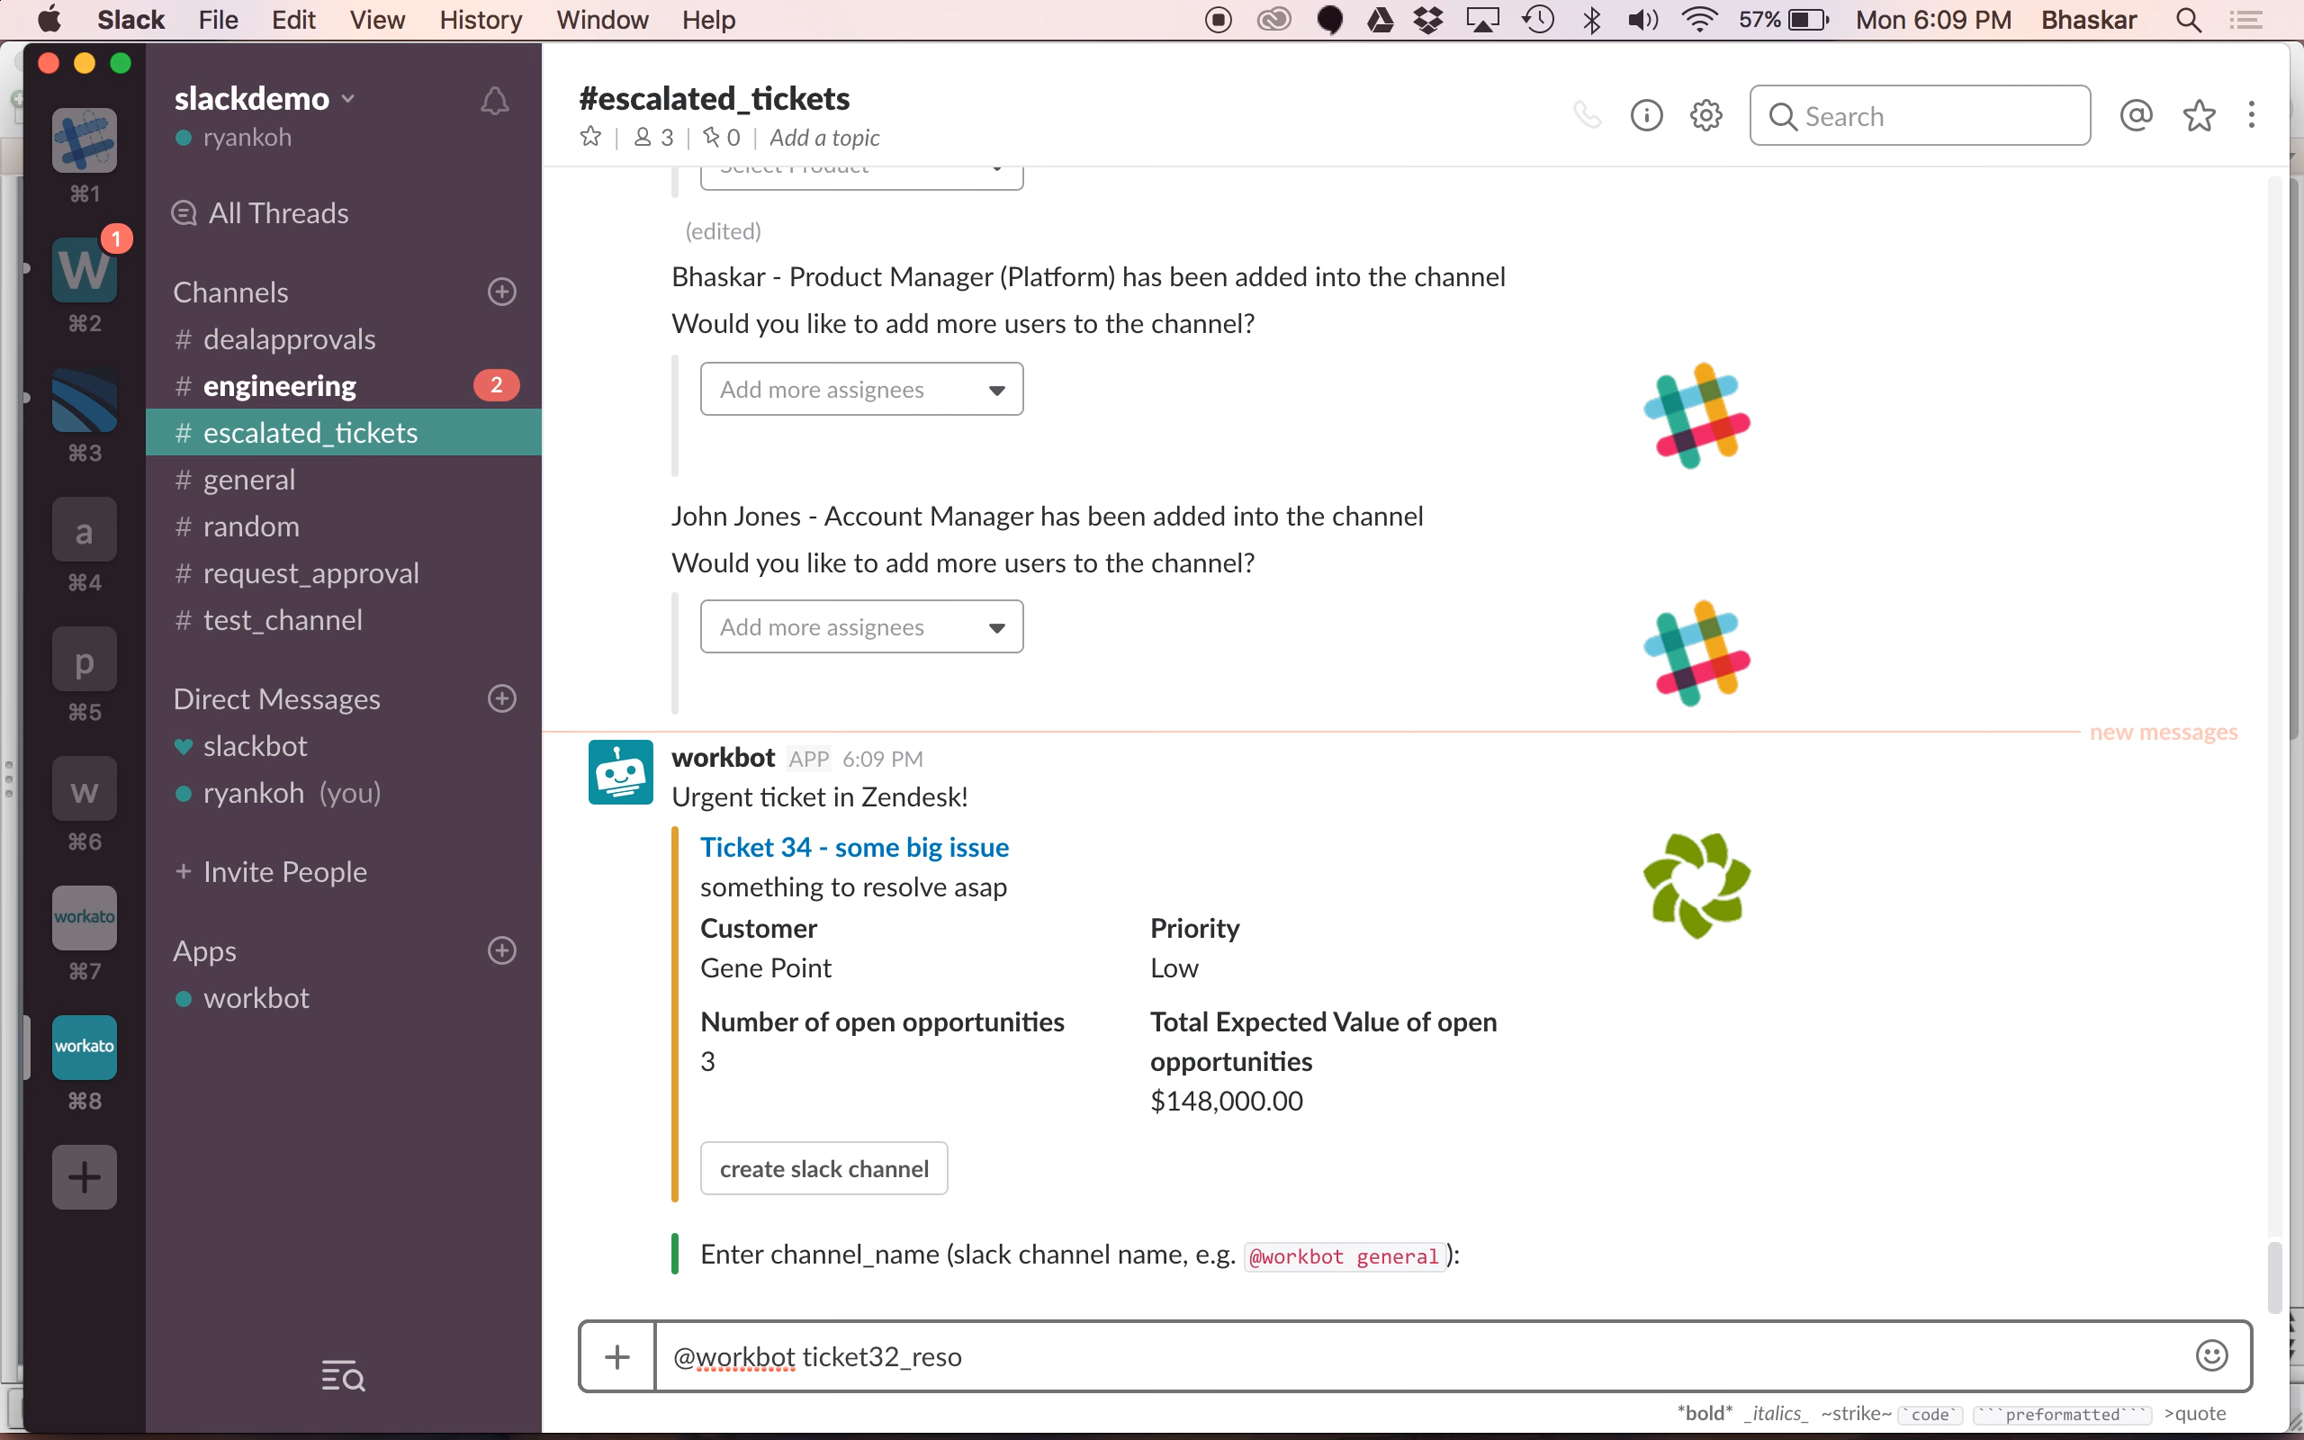 Slack File Edit View History Window Help 57% Mon 6:09 PM Bhaskar
slackdemo
ryankoh
⌘1
All Threads
W 1
⌘2
Channels
# dealapprovals
# engineering 2
# escalated_tickets
⌘3
# general
# random
a
⌘4
# request_approval
# test_channel
p
⌘5
Direct Messages
slackbot
ryankoh (you)
w
⌘6
+ Invite People
workato
⌘7
Apps
workbot
workato
⌘8
#escalated_tickets
3 0 Add a topic
Search
Select Product
(edited)
Bhaskar - Product Manager (Platform) has been added into the channel
Would you like to add more users to the channel?
Add more assignees
John Jones - Account Manager has been added into the channel
Would you like to add more users to the channel?
Add more assignees
new messages
workbot APP 6:09 PM
Urgent ticket in Zendesk!
Ticket 34 - some big issue
something to resolve asap
Customer Priority
Gene Point Low
Number of open opportunities Total Expected Value of open
opportunities
3
$148,000.00
create slack channel
Enter channel_name (slack channel name, e.g. @workbot general):
+ @workbot ticket32_reso
*bold* _italics_ ~strike~ `code` ```preformatted``` >quote